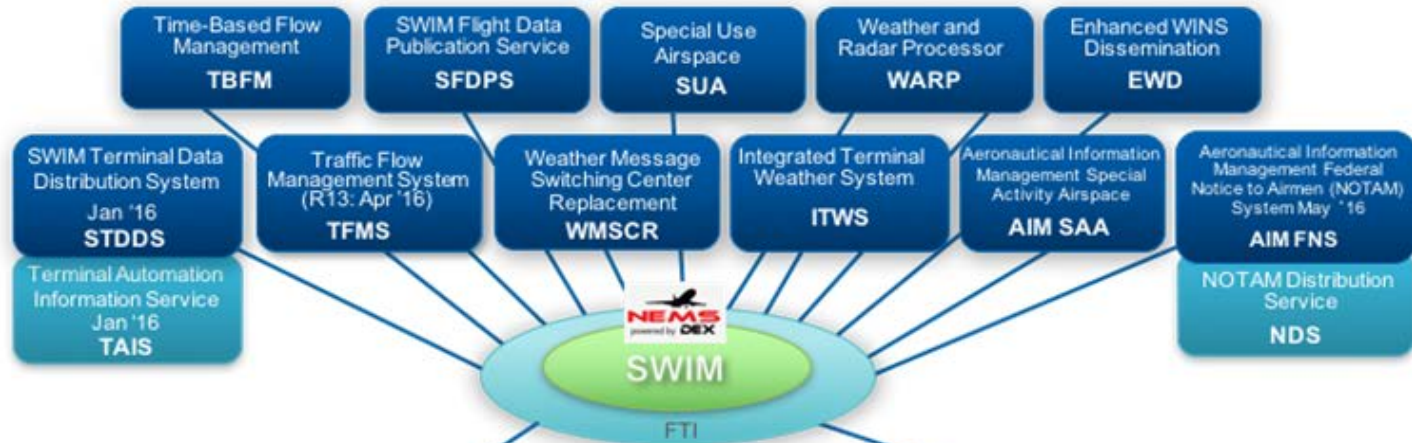 Time-Based Flow
Management
TBFM
SWIM Flight Data
Publication Service
SFDPS
Special Use
Airspace
SUA
Weather and
Radar Processor
WARP
Enhanced WINS
Dissemination
EWD
SWIM Terminal Data
Distribution System
Jan '16
STDDS
Terminal Automation
Information Service
Jan '16
TAIS
Traffic Flow
Management System
(R13: Apr '16)
TFMS
Weather Message
Switching Center
Replacement
WMSCR
Integrated Terminal
Weather System
ITWS
Aeronautical Information
Management Special
Activity Airspace
AIM SAA
Aeronautical Information
Management Federal
Notice to Airmen (NOTAM)
System May '16
AIM FNS
NOTAM Distribution
Service
NDS
NEMS
powered by DEX
SWIM
FTI